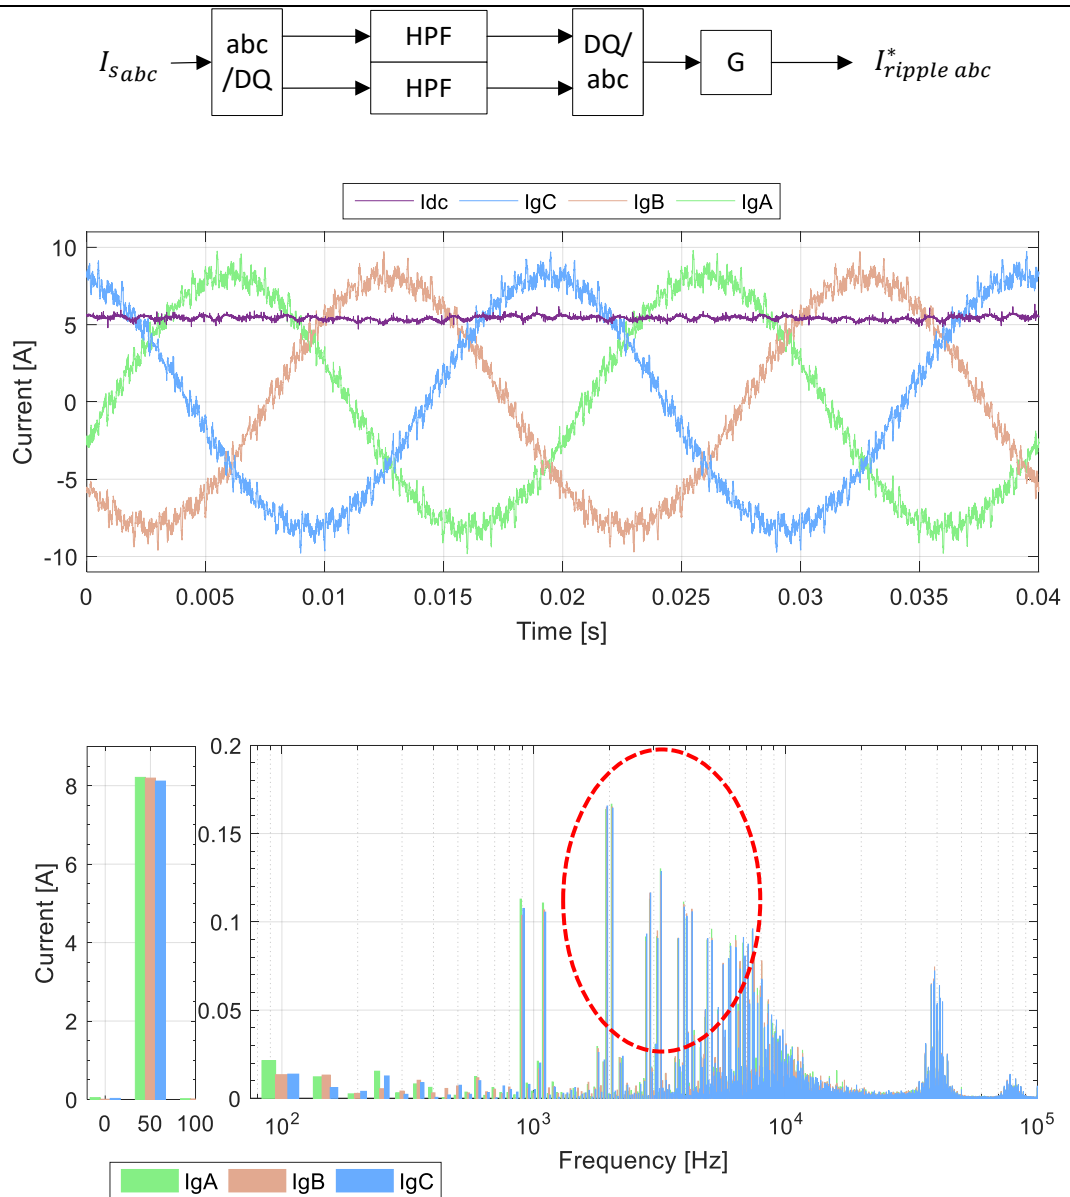 I_{s_{abc}} abc /DQ HPF HPF DQ/ abc G I^*_{ripple abc}
Idc IgC IgB IgA
Current [A]
10
5
0
-5
-10
0 0.005 0.01 0.015 0.02 0.025 0.03 0.035 0.04
Time [s]
Current [A]
8
6
4
2
0
0 50 100
0.2
0.15
0.1
0.05
0
10^2 10^3 10^4 10^5
Frequency [Hz]
IgA IgB IgC